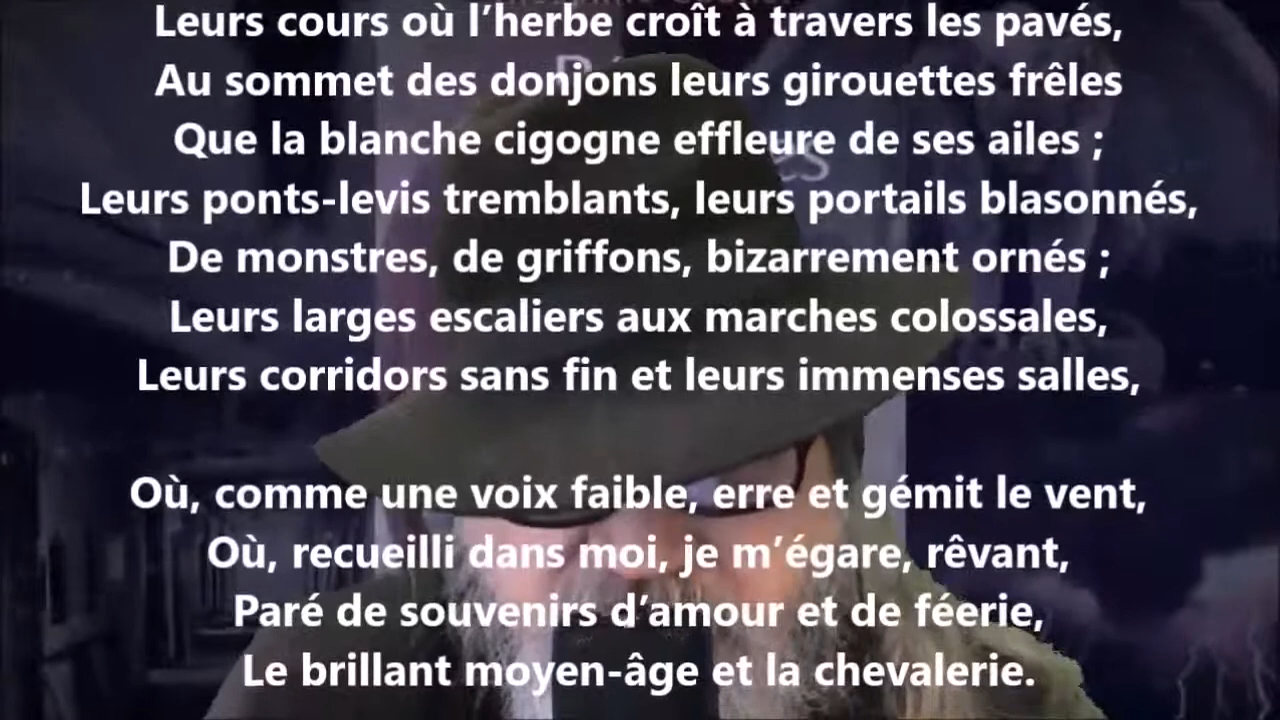 Leurs cours où l’herbe croît à travers les pavés,
Au sommet des donjons leurs girouettes frêles
Que la blanche cigogne effleure de ses ailes ;
Leurs ponts-levis tremblants, leurs portails blasonnés,
De monstres, de griffons, bizarrement ornés ;
Leurs larges escaliers aux marches colossales,
Leurs corridors sans fin et leurs immenses salles,
Où, comme une voix faible, erre et gémit le vent,
Où, recueilli dans moi, je m’égare, rêvant,
Paré de souvenirs d’amour et de féerie,
Le brillant moyen-âge et la chevalerie.